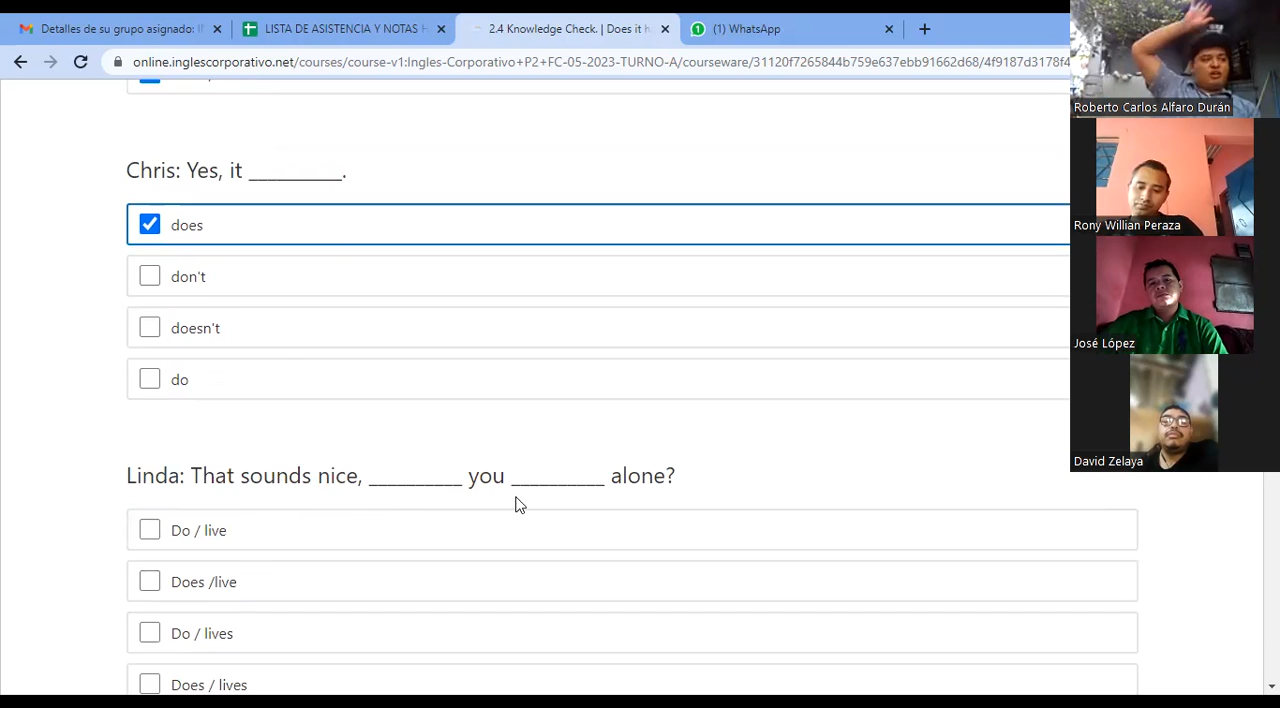 Detalles de su grupo asignado: I
LISTA DE ASISTENCIA Y NOTAS
2.4 Knowledge Check. | Does it h
(1) WhatsApp
online.inglescorporativo.net/courses/course-v1:Ingles-Corporativo+P2+FC-05-2023-TURNO-A/courseware/31120f7265844b759e637ebb91662d68/4f9187d3178f4
Roberto Carlos Alfaro Durán
Chris: Yes, it __________.
does
Rony Willian Peraza
don't
doesn't
José López
do
David Zelaya
Linda: That sounds nice, __________ you __________ alone?
Do / live
Does /live
Do / lives
Does / lives